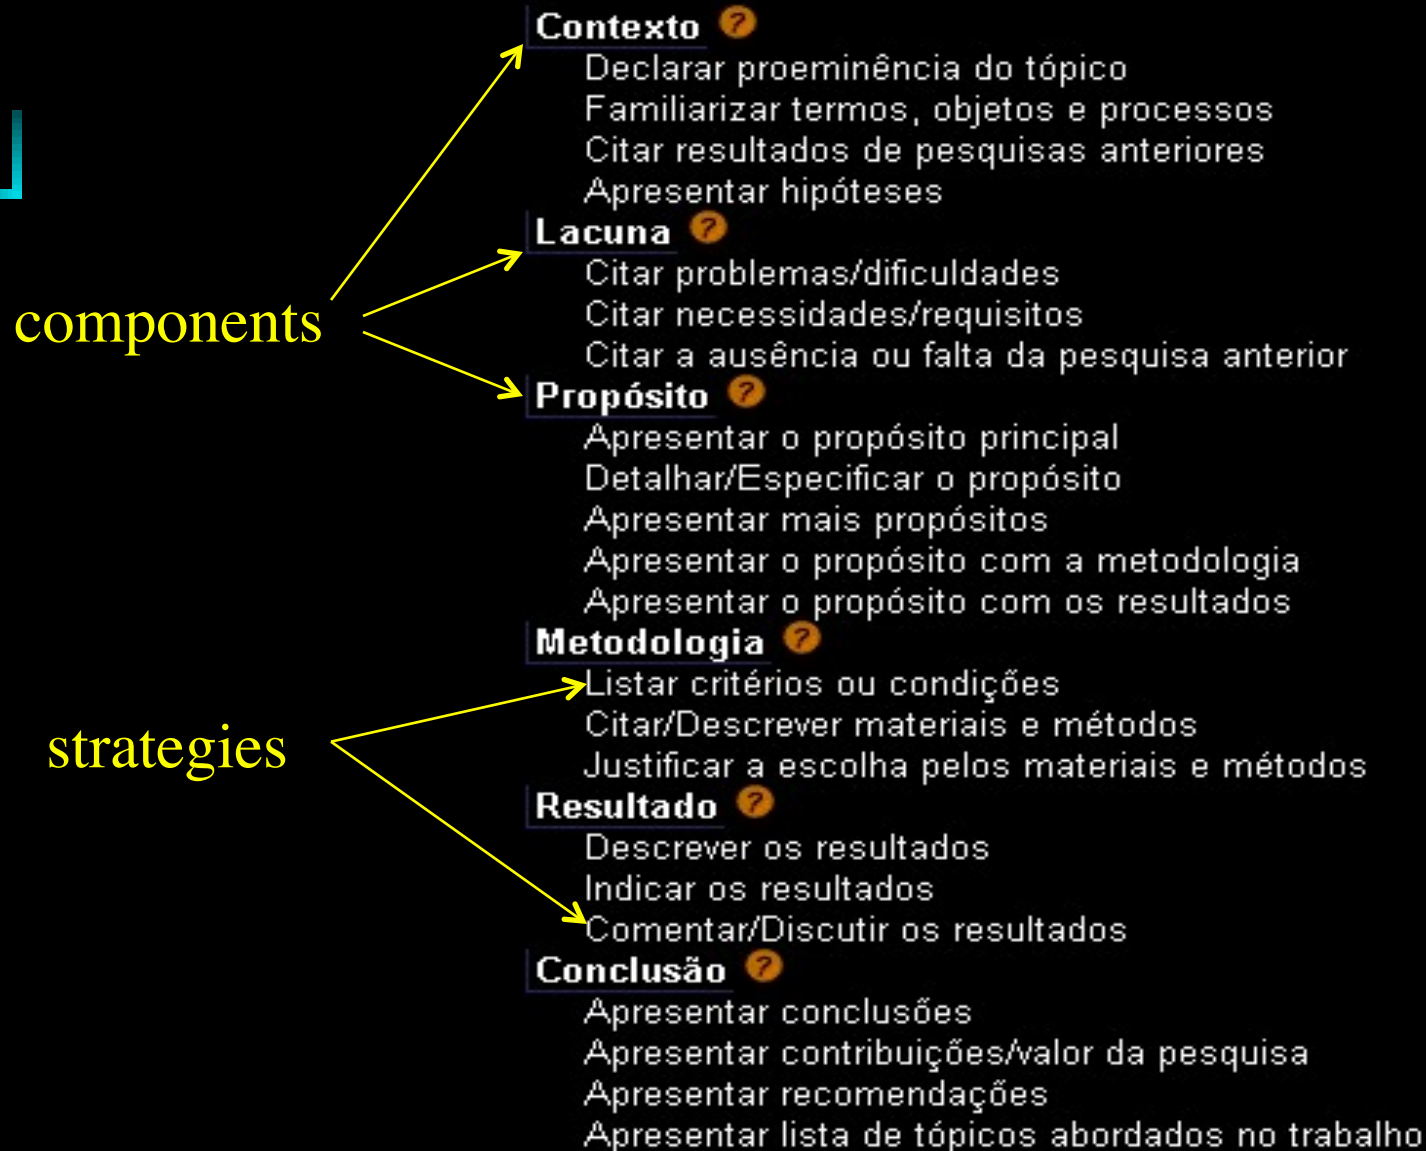 Contexto ?
Declarar proeminência do tópico
Familiarizar termos, objetos e processos
Citar resultados de pesquisas anteriores
Apresentar hipóteses
Lacuna ?
Citar problemas/dificuldades
Citar necessidades/requisitos
Citar a ausência ou falta da pesquisa anterior
components
Propósito ?
Apresentar o propósito principal
Detalhar/Especificar o propósito
Apresentar mais propósitos
Apresentar o propósito com a metodologia
Apresentar o propósito com os resultados
Metodologia ?
Listar critérios ou condições
Citar/Descrever materiais e métodos
Justificar a escolha pelos materiais e métodos
strategies
Resultado ?
Descrever os resultados
Indicar os resultados
Comentar/Discutir os resultados
Conclusão ?
Apresentar conclusões
Apresentar contribuições/valor da pesquisa
Apresentar recomendações
Apresentar lista de tópicos abordados no trabalho